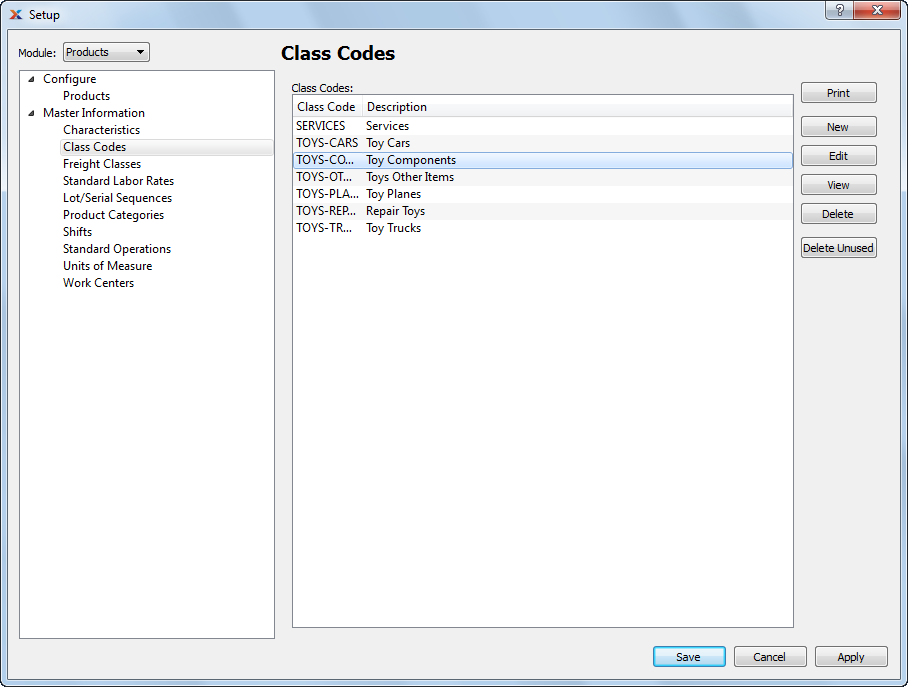 Setup
?
Module: Products
Class Codes
Configure
Products
Master Information
Characteristics
Class Codes
Freight Classes
Standard Labor Rates
Lot/Serial Sequences
Product Categories
Shifts
Standard Operations
Units of Measure
Work Centers
Class Codes:
Class Code Description
SERVICES Services
TOYS-CARS Toy Cars
TOYS-CO... Toy Components
TOYS-OT... Toys Other Items
TOYS-PLA... Toy Planes
TOYS-REP... Repair Toys
TOYS-TR... Toy Trucks
Print
New
Edit
View
Delete
Delete Unused
Save Cancel Apply